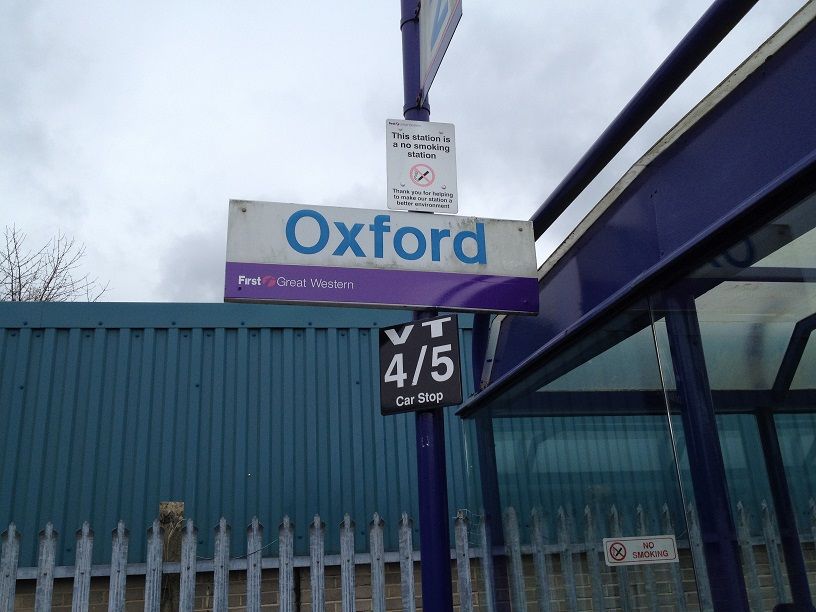 This station is
a no smoking
station
Thank you for helping
to make our station a
better environment
Oxford
First Great Western
VT
4/5
Car Stop
NO
SMOKING